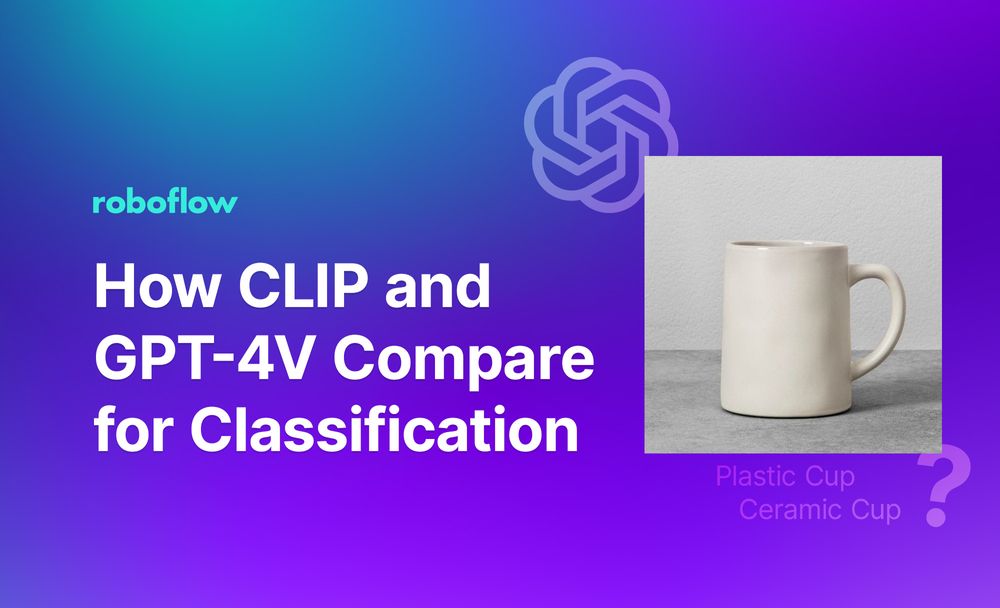 roboflow
How CLIP and
GPT-4V Compare
for Classification
Plastic Cup
Ceramic Cup
?